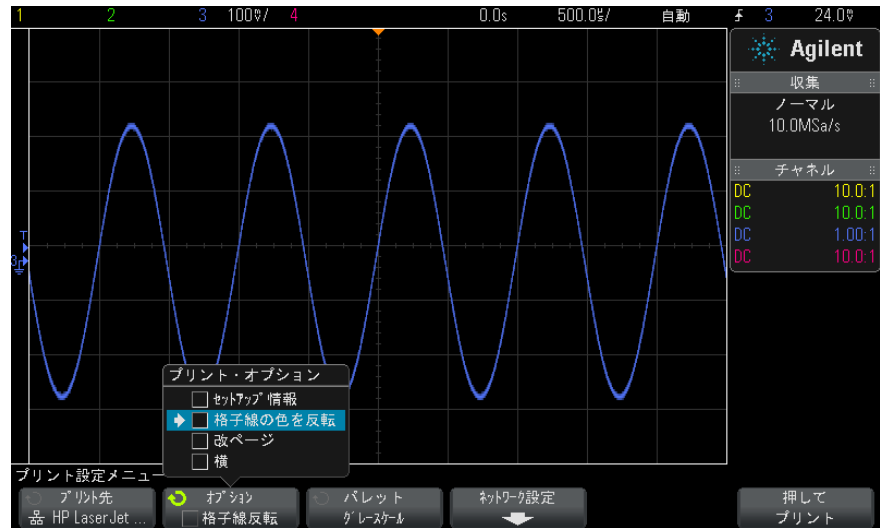 1 2 3 100㍷/ 4 0.0s 500.0㎲/ 自動 3 24.0㍷
Agilent
収集
ノーマル
10.0MSa/s
チャネル
DC 10.0:1
DC 10.0:1
DC 1.00:1
DC 10.0:1
T
3
プリント・オプション
ｾｯﾄｱｯﾌﾟ情報
格子線の色を反転
改ページ
横
プリント設定メニュー
ﾌﾟﾘﾝﾄ先
HP LaserJet ...
ｵﾌﾟｼｮﾝ
格子線反転
パレット
ｸﾞﾚｰｽｹｰﾙ
ﾈｯﾄﾜｰｸ設定
押して
プリント